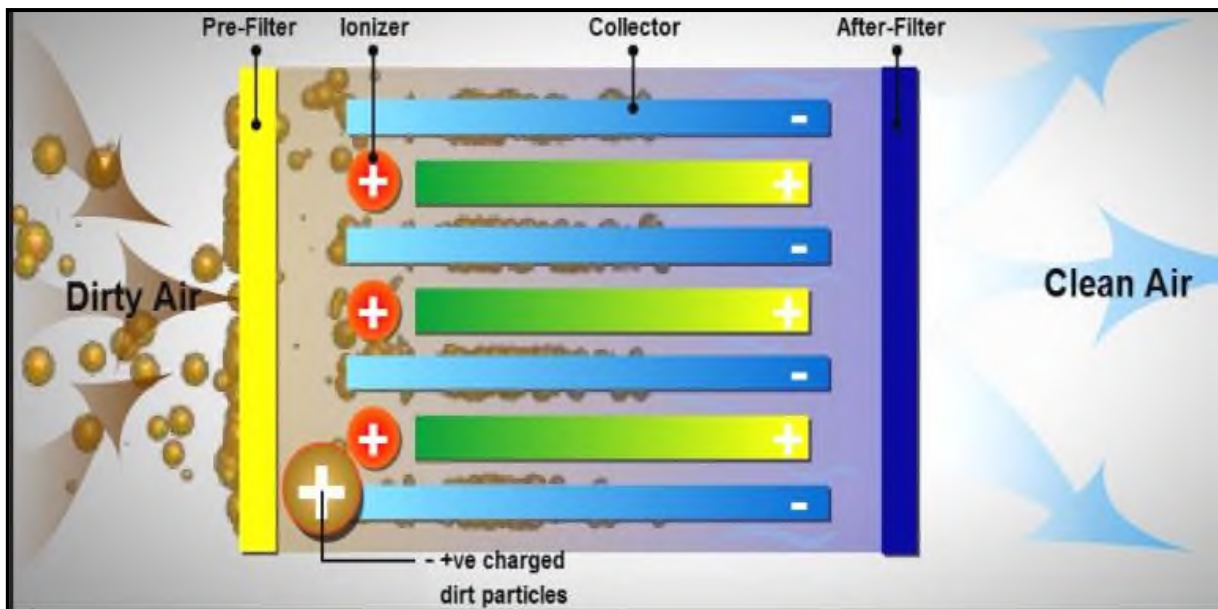 Pre-Filter
Ionizer
Collector
After-Filter
-
+
+
-
Dirty Air
Clean Air
+
+
-
+
+
+
-
- +ve charged
dirt particles